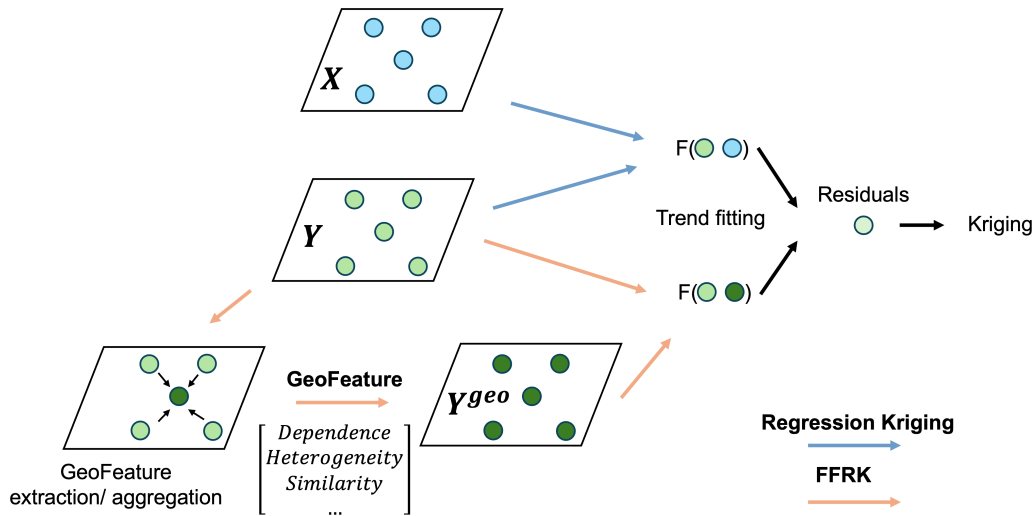 X
F( )
Y
Residuals
Trend fitting
Kriging
F( )
GeoFeature
Y^geo
Dependence
Heterogeneity
Similarity
...
GeoFeature
extraction/ aggregation
Regression Kriging
FFRK